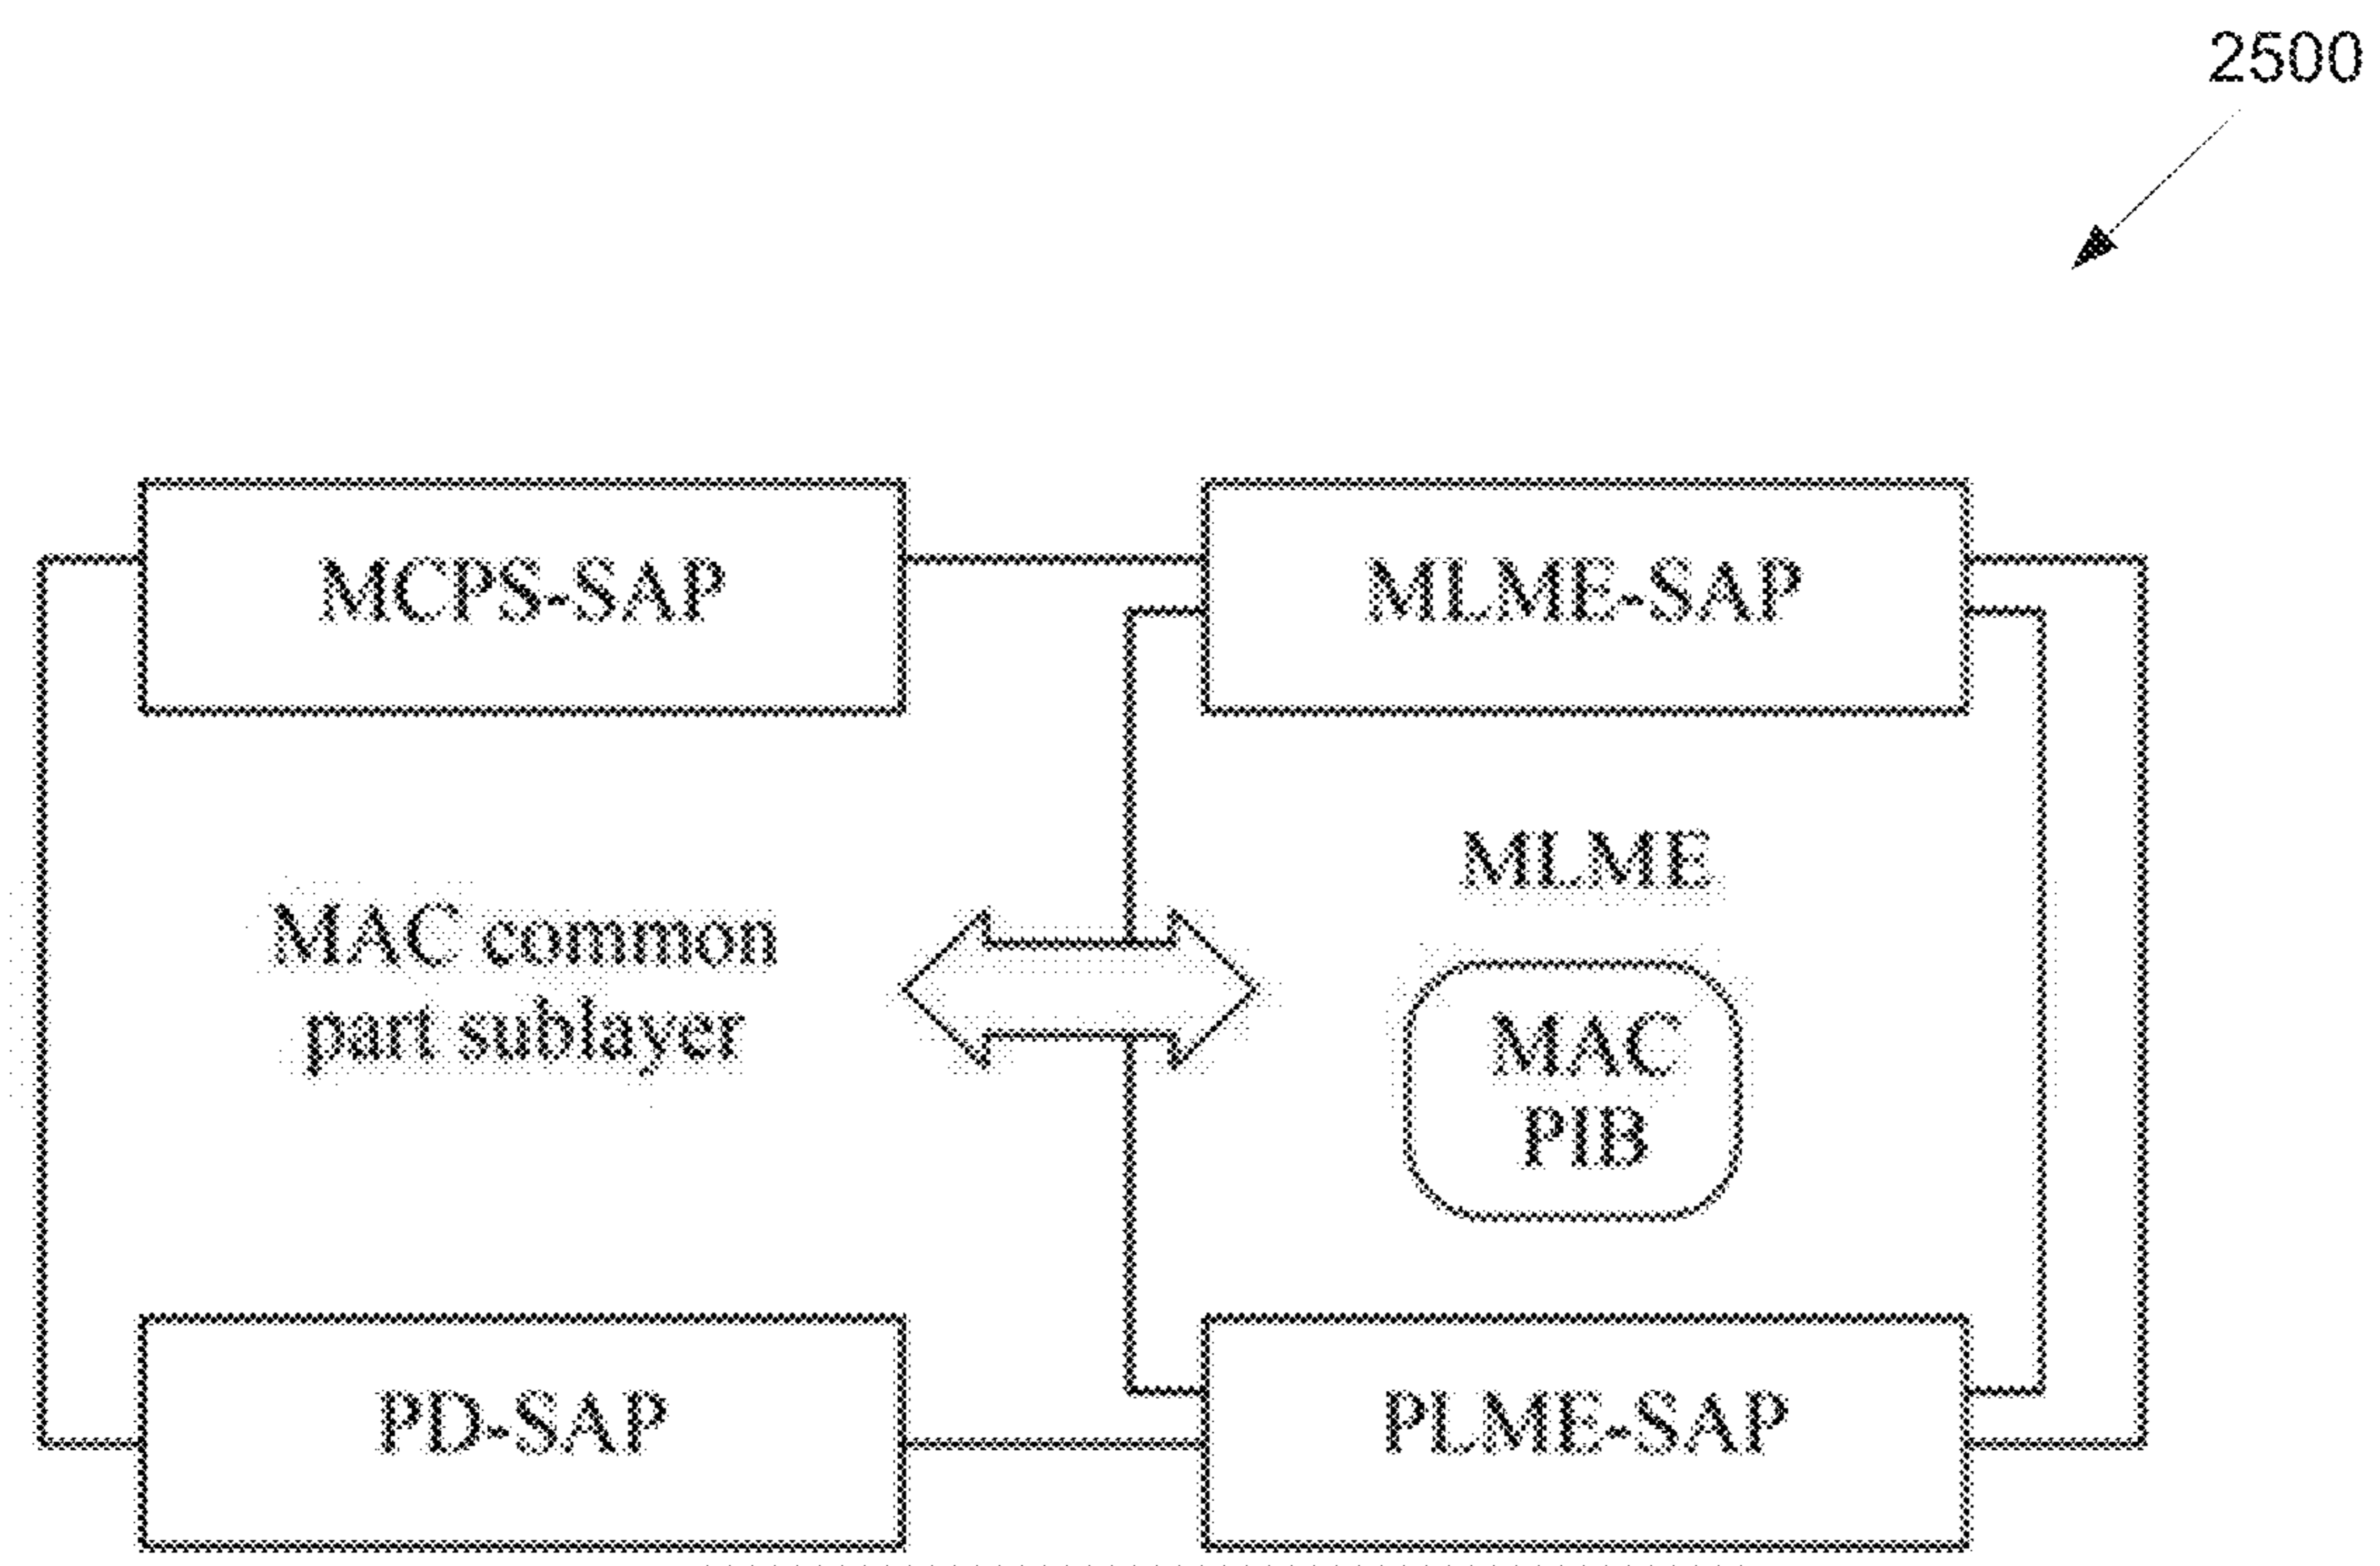 2500
MCPS-SAP
MLME-SAP
MLME
MAC common
part sublayer
MAC
PIB
PD-SAP
PLME-SAP